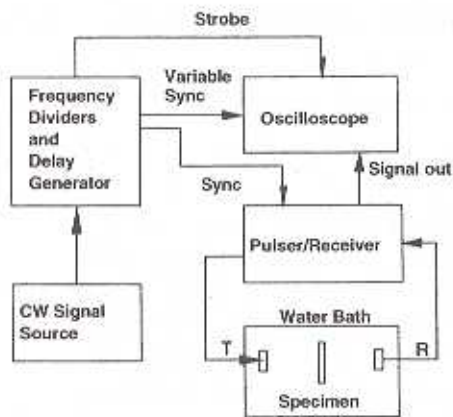 Strobe
Variable
Sync
Frequency
Dividers
and
Delay
Generator
Oscilloscope
Sync
Signal out
Pulser/Receiver
CW Signal
Source
Water Bath
T
R
Specimen